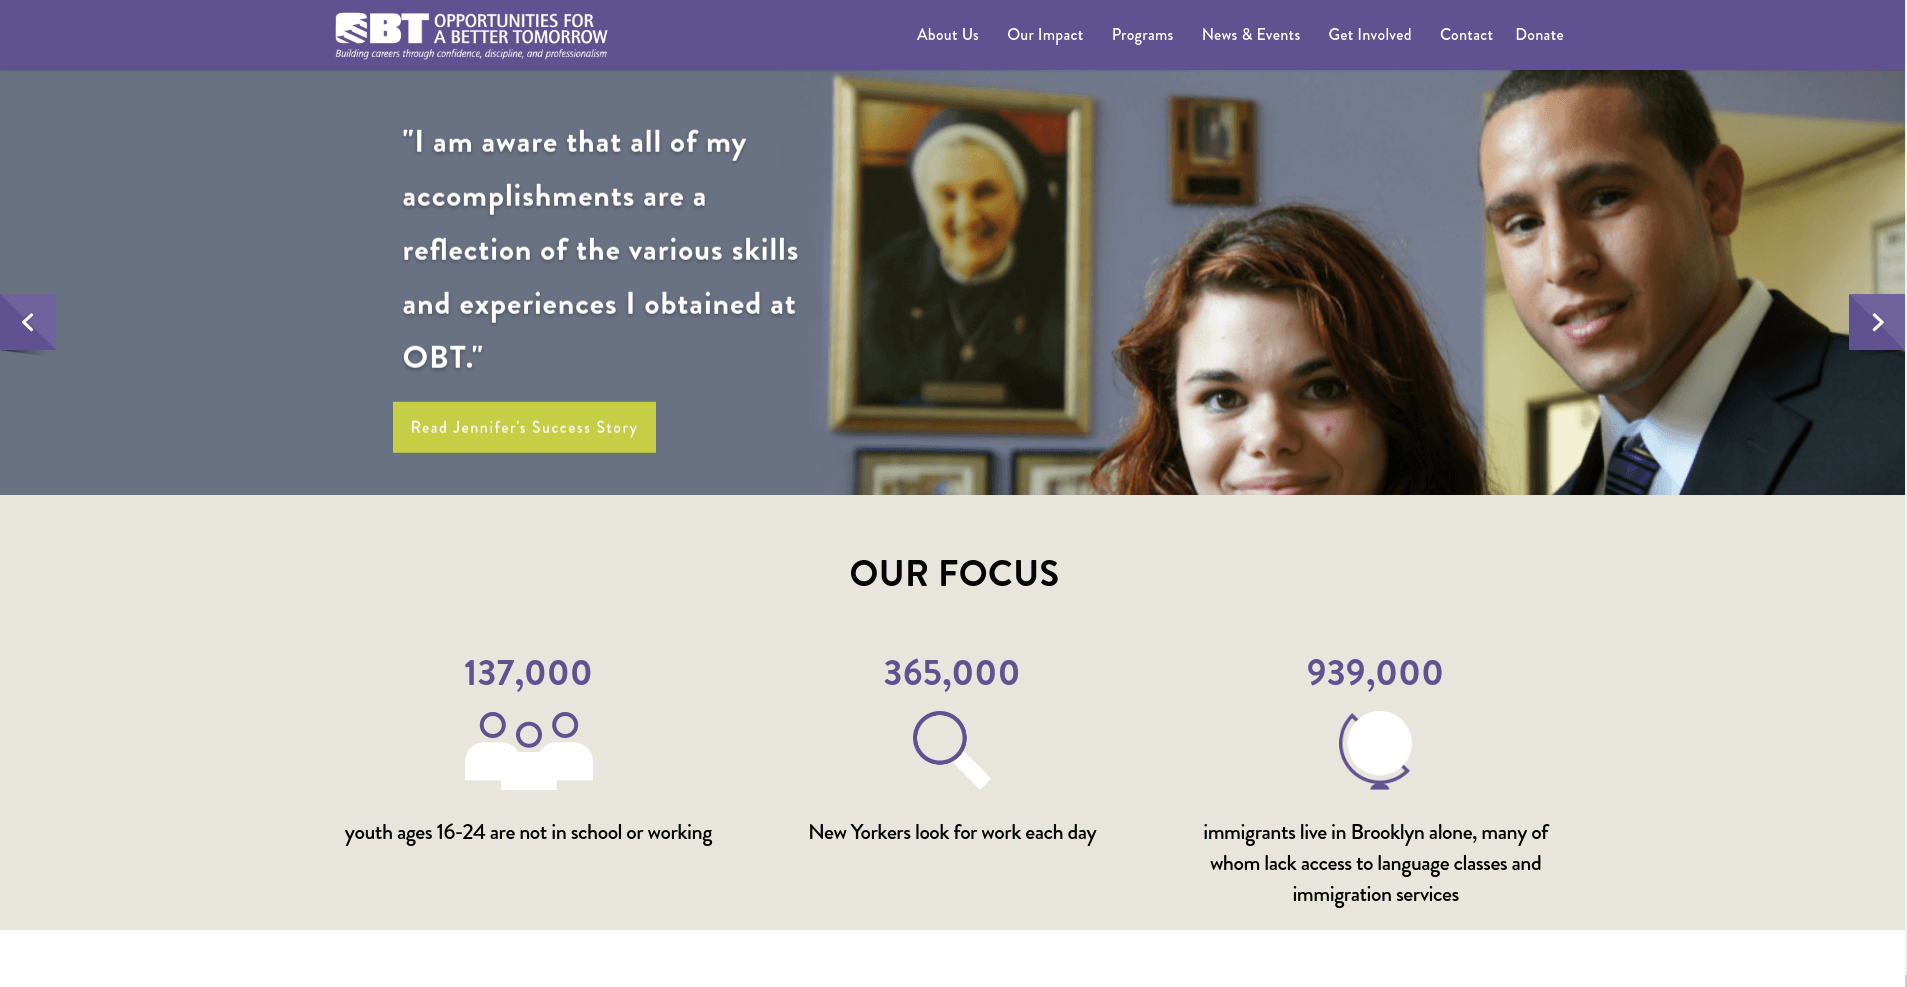 OBT OPPORTUNITIES FOR
A BETTER TOMORROW
Building careers through confidence, discipline, and professionalism
About Us Our Impact Programs News & Events Get Involved Contact Donate
"I am aware that all of my
accomplishments are a
reflection of the various skills
and experiences I obtained at
OBT."
Read Jennifer's Success Story
OUR FOCUS
137,000
youth ages 16-24 are not in school or working
365,000
New Yorkers look for work each day
939,000
immigrants live in Brooklyn alone, many of
whom lack access to language classes and
immigration services